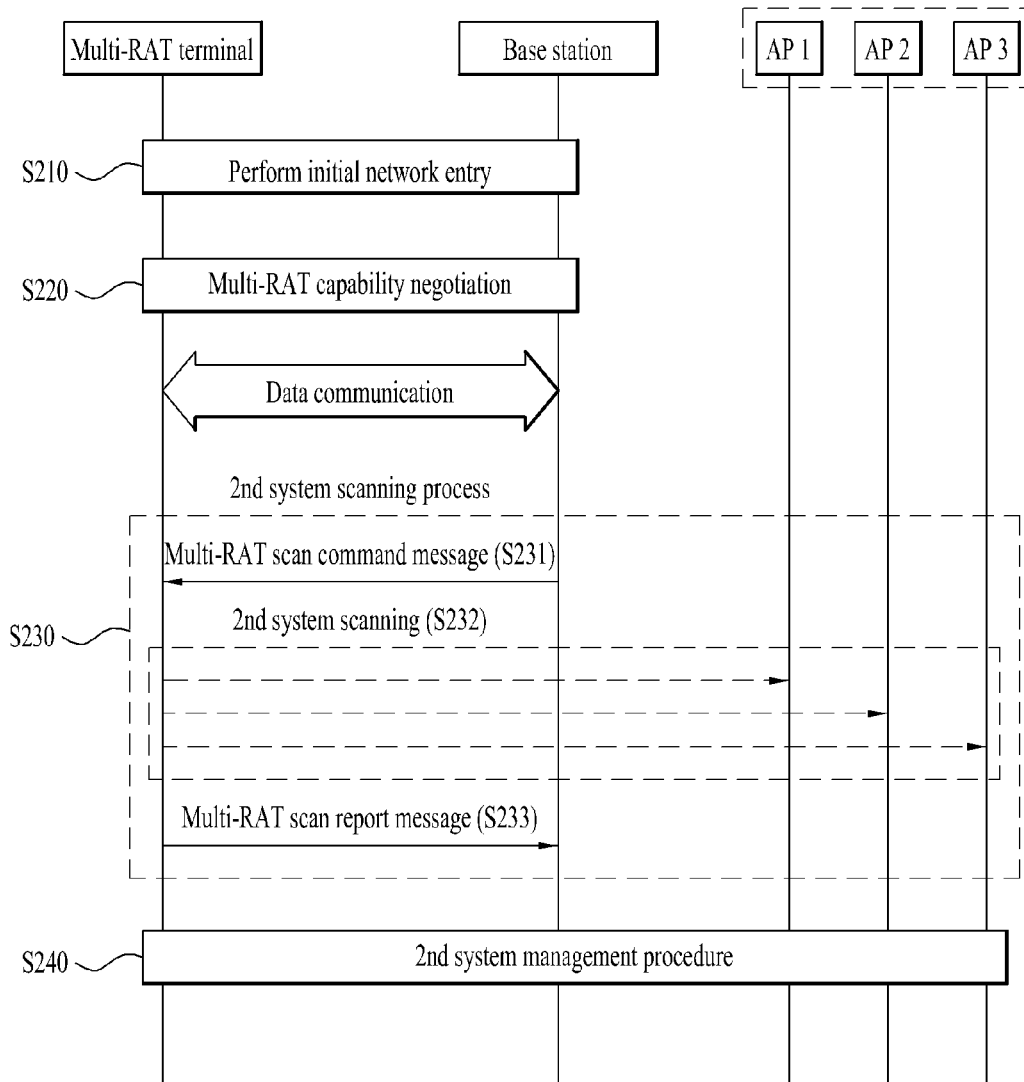 Multi-RAT terminal
Base station
AP 1
AP 2
AP 3
S210
Perform initial network entry
S220
Multi-RAT capability negotiation
Data communication
2nd system scanning process
Multi-RAT scan command message (S231)
S230
2nd system scanning (S232)
Multi-RAT scan report message (S233)
S240
2nd system management procedure